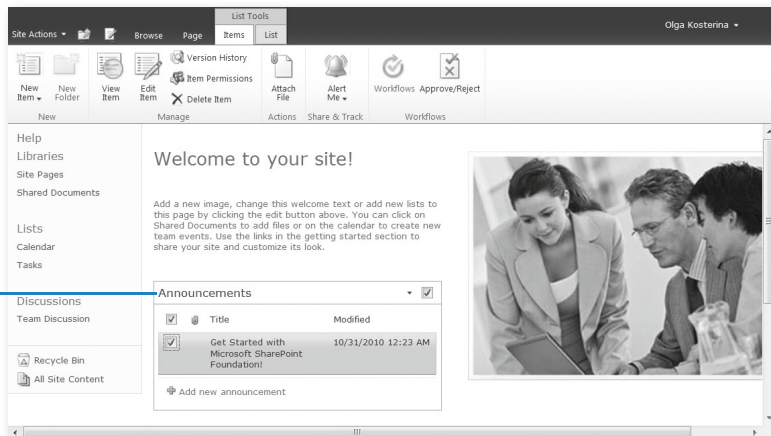 List Tools
Site Actions Browse Page Items List Olga Kosterina
New Item
New Folder
View Item
Edit Item
Version History
Item Permissions
Delete Item
Attach File
Alert Me
Workflows Approve/Reject
New Manage Actions Share & Track Workflows
Help
Libraries
Site Pages
Shared Documents
Lists
Calendar
Tasks
Discussions
Team Discussion
Recycle Bin
All Site Content
Welcome to your site!
Add a new image, change this welcome text or add new lists to
this page by clicking the edit button above. You can click on
Shared Documents to add files or on the calendar to create new
team events. Use the links in the getting started section to
share your site and customize its look.
Announcements
Title Modified
Get Started with 10/31/2010 12:23 AM
Microsoft SharePoint
Foundation!
Add new announcement